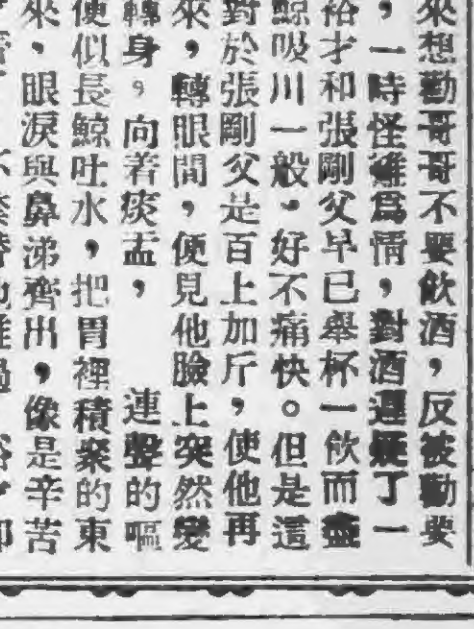 來想勸哥哥不要飲酒，反被勸要
，一時怪難爲情，對酒遲疑了一
裕才和張剛父早已舉杯一飲而盡
鯨吸川一般，好不痛快。但是這
對於張剛父是百上加斤，使他再
來，轉眼間，便見他臉上突然變
轉身，向着痰盂，連聲的嘔
便似長鯨吐水，把胃裡積聚的東
來，眼淚與鼻涕齊出，像是辛苦